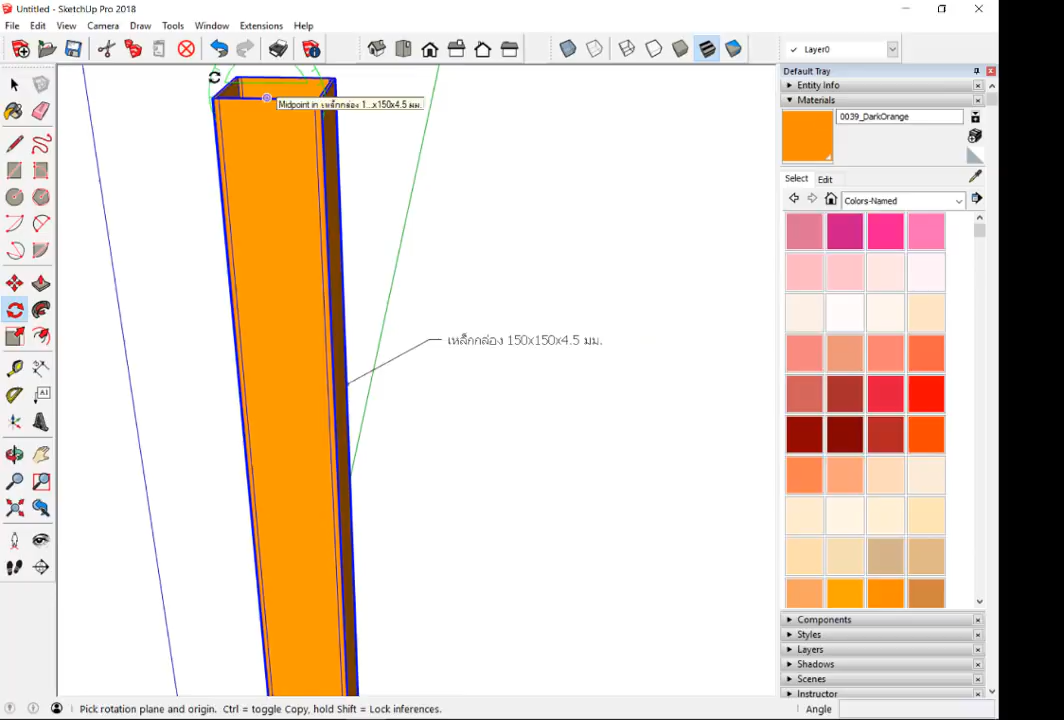 Untitled - SketchUp Pro 2018
File Edit View Camera Draw Tools Window Extensions Help
Layer0
Default Tray
Entity Info
Materials
0039_DarkOrange
Select Edit
Colors-Named
Midpoint in เหล็กกล่อง 1...x150x4.5 มม.
เหล็กกล่อง 150x150x4.5 มม.
Components
Styles
Layers
Shadows
Scenes
Instructor
Pick rotation plane and origin. Ctrl = toggle Copy, hold Shift = Lock inferences.
Angle